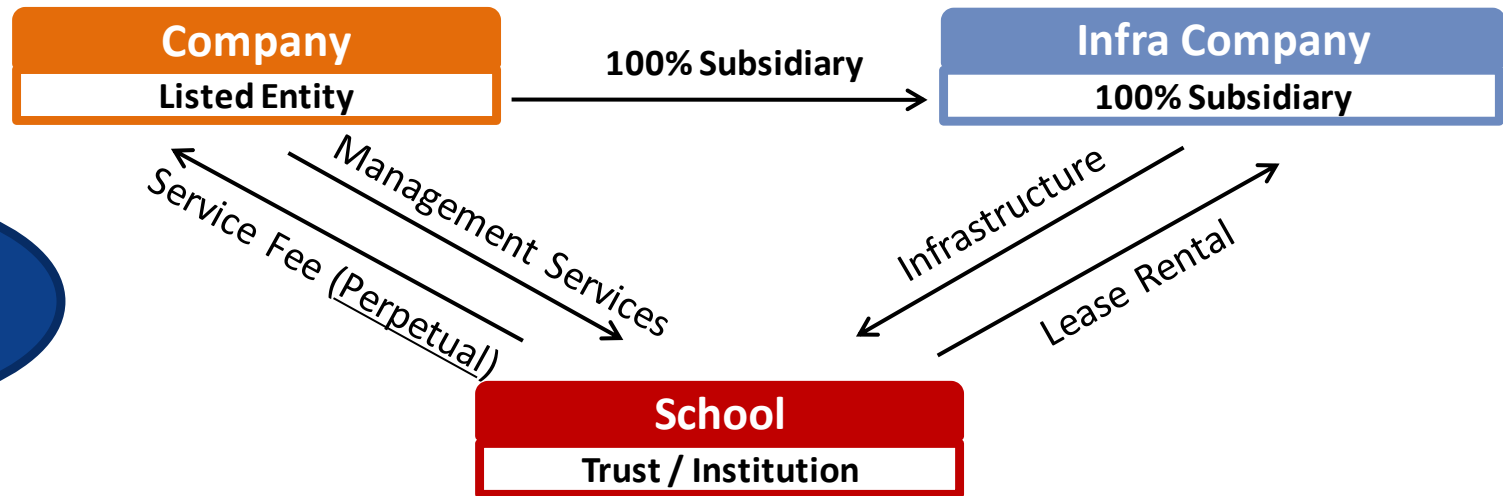 Company
Listed Entity
100% Subsidiary
Infra Company
100% Subsidiary
Management Services
Service Fee (Perpetual)
Infrastructure
Lease Rental
School
Trust / Institution